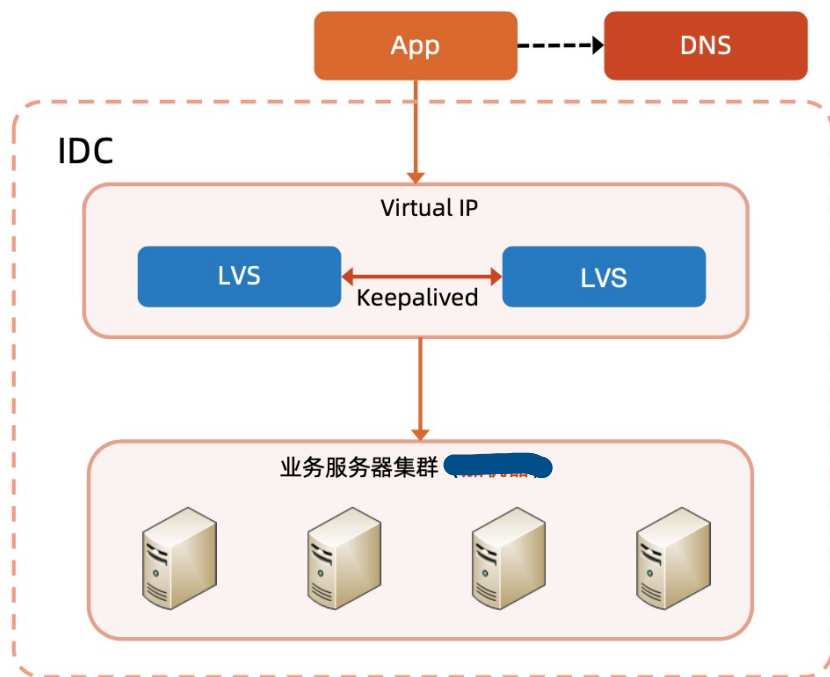 App
DNS
IDC
Virtual IP
LVS
Keepalived
LVS
业务服务器集群